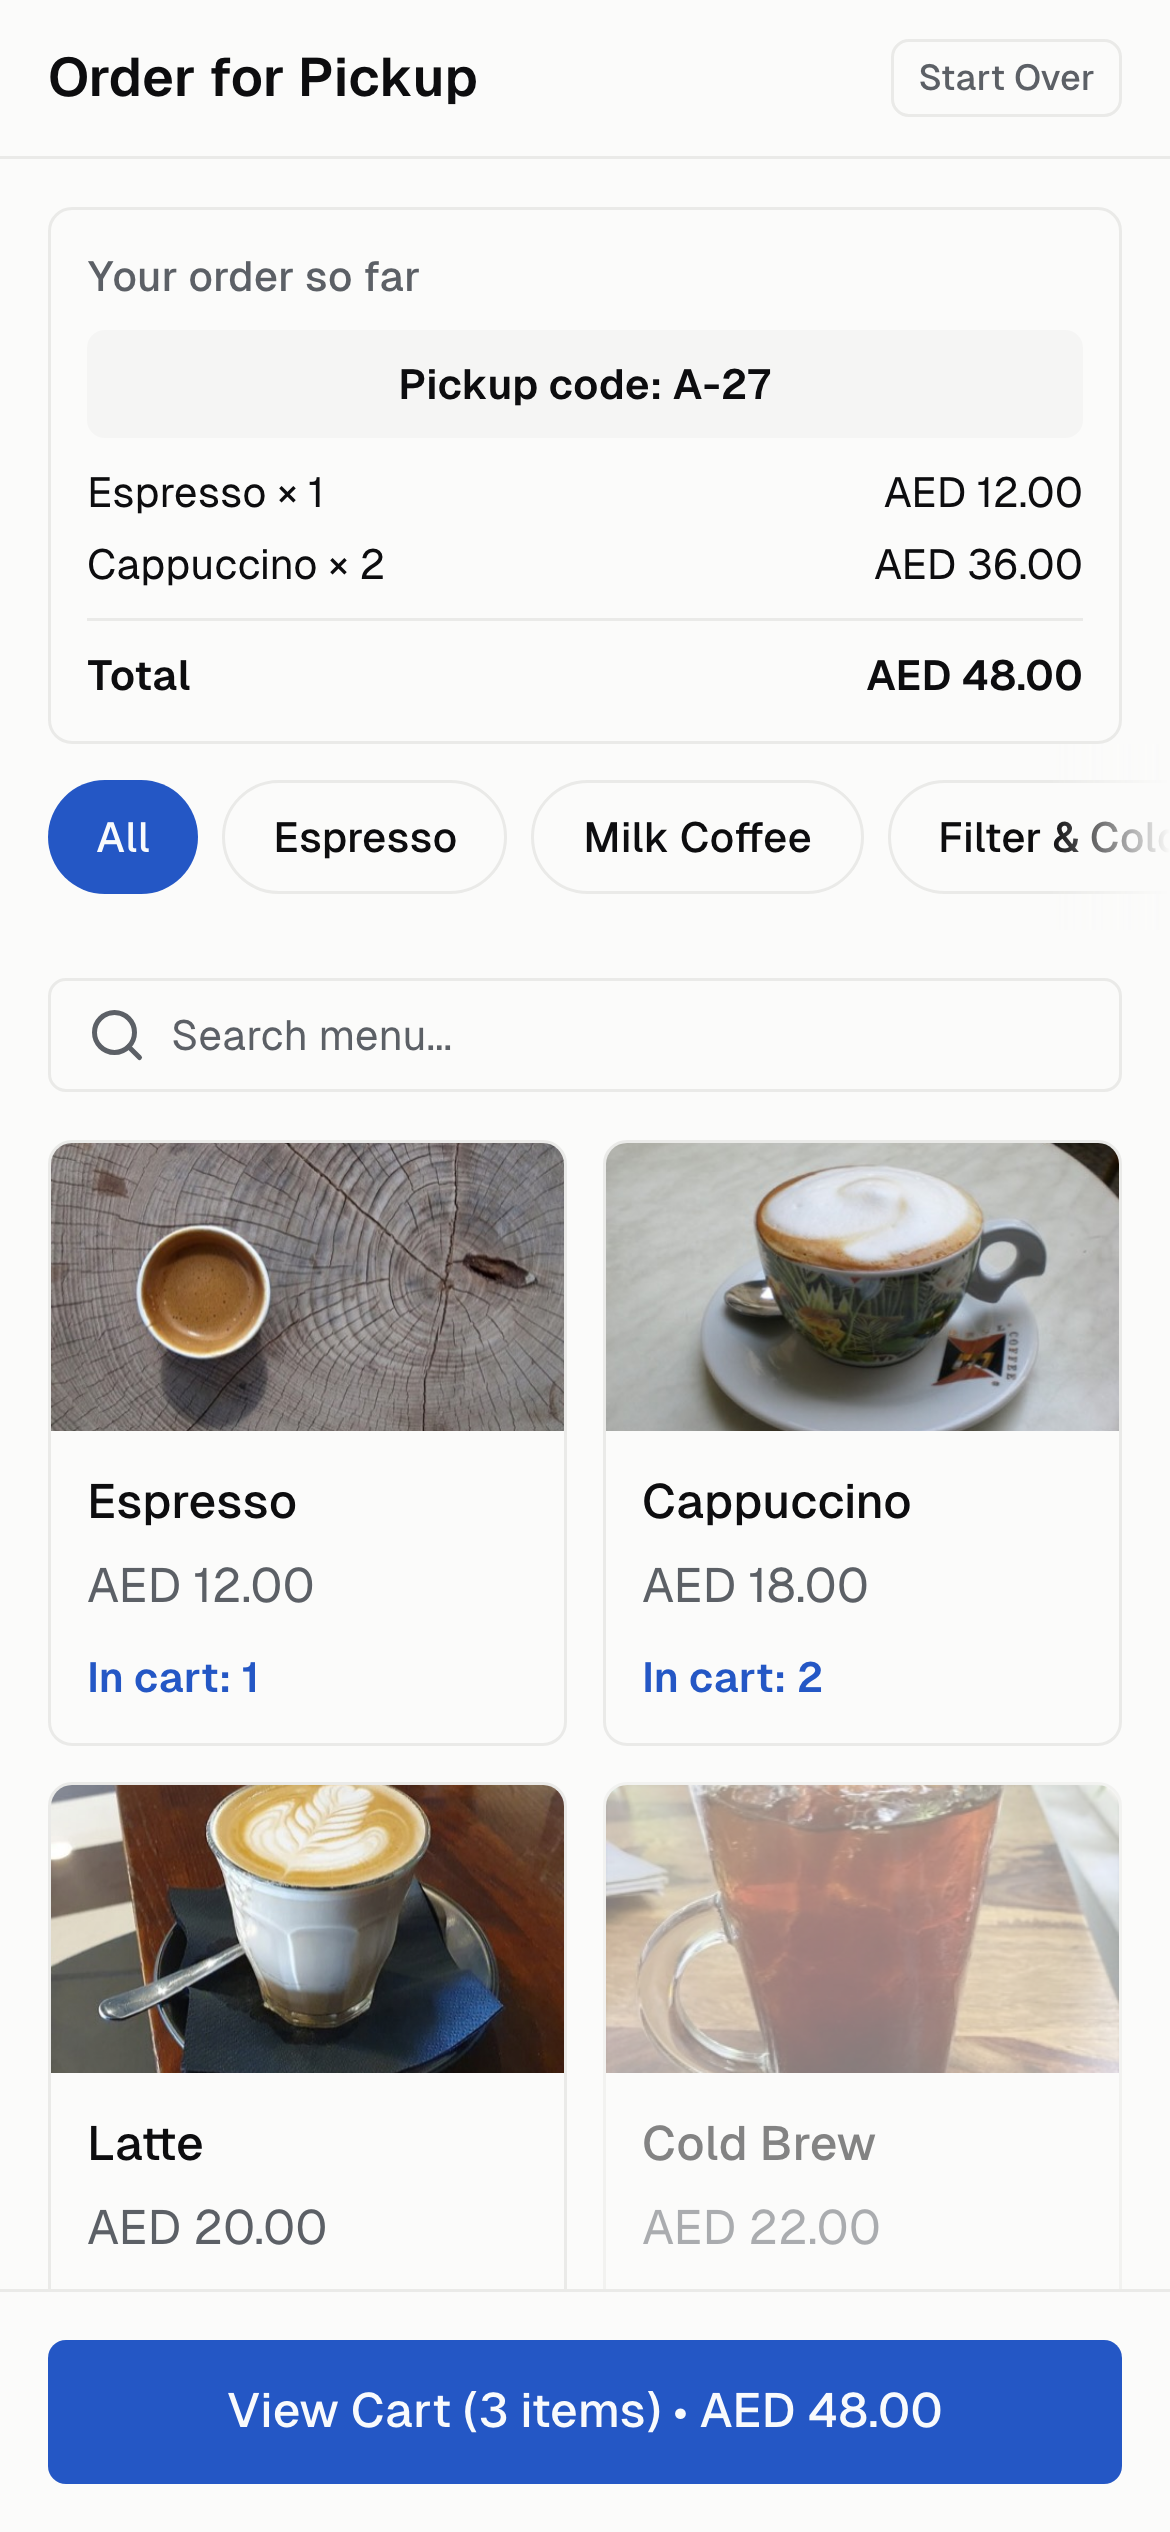 Order for Pickup
Start Over
Your order so far
Pickup code: A-27
Espresso × 1 AED 12.00
Cappuccino × 2 AED 36.00
Total AED 48.00
All Espresso Milk Coffee Filter &
Search menu...
Espresso
AED 12.00
In cart: 1
Cappuccino
AED 18.00
In cart: 2
Latte
AED 20.00
Cold Brew
AED 22.00
View Cart (3 items) • AED 48.00